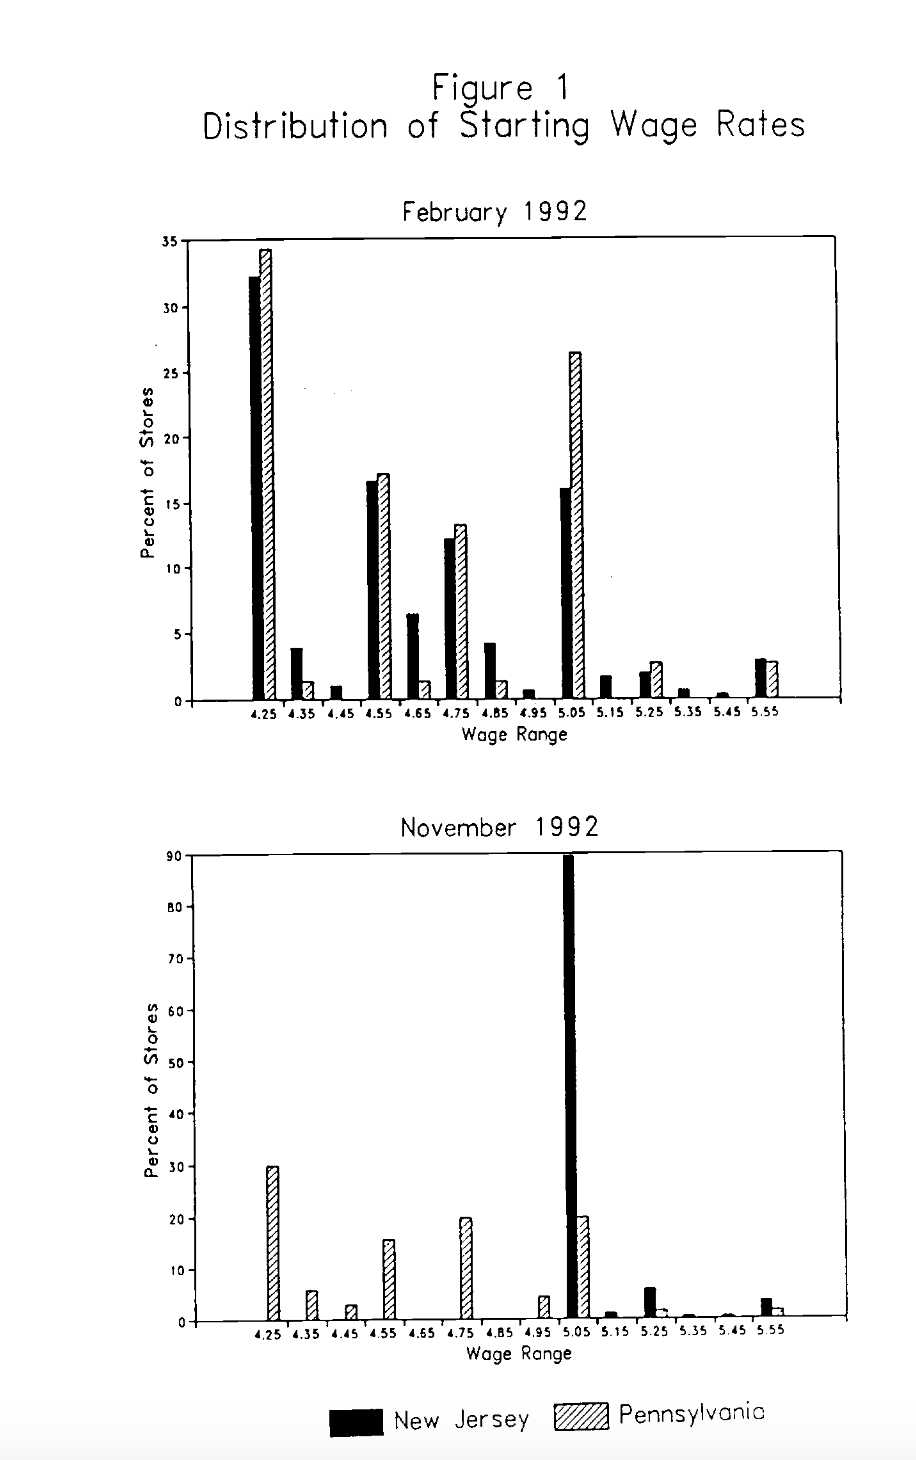 Figure 1
Distribution of Starting Wage Rates
February 1992
35
30
25
20
15
10
5
0
Percent of Stores
4.25 4.35 4.45 4.55 4.65 4.75 4.85 4.95 5.05 5.15 5.25 5.35 5.45 5.55
Wage Range
November 1992
90
80
70
60
50
40
30
20
10
0
Percent of Stores
4.25 4.35 4.45 4.55 4.65 4.75 4.85 4.95 5.05 5.15 5.25 5.35 5.45 5.55
Wage Range
New Jersey Pennsylvania